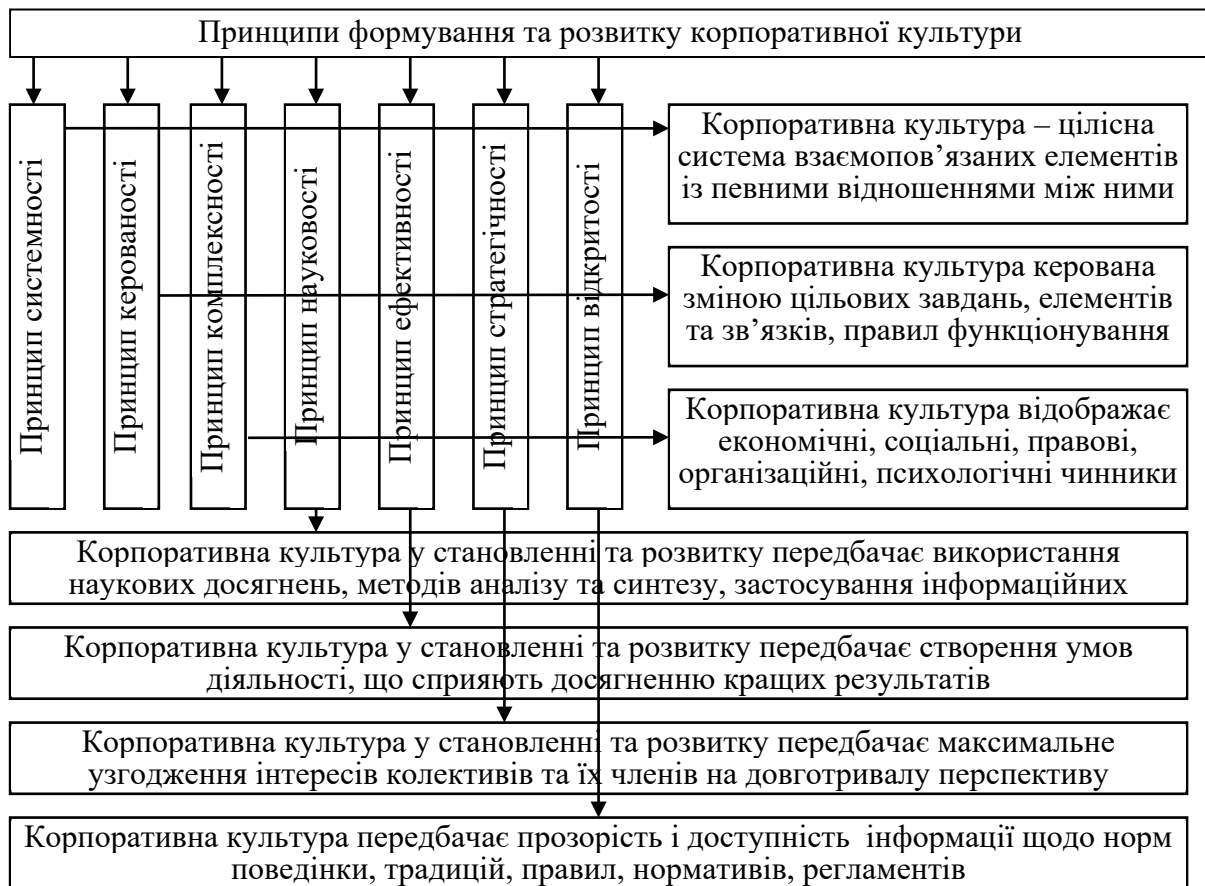 Принципи формування та розвитку корпоративної культури
Принцип системності
Принцип керованості
Принцип комплексності
Принцип науковості
Принцип ефективності
Принцип стратегічності
Принцип відкритості
Корпоративна культура – цілісна
система взаємопов’язаних елементів
із певними відношеннями між ними
Корпоративна культура керована
зміною цільових завдань, елементів
та зв’язків, правил функціонування
Корпоративна культура відображає
економічні, соціальні, правові,
організаційні, психологічні чинники
Корпоративна культура у становленні та розвитку передбачає використання
наукових досягнень, методів аналізу та синтезу, застосування інформаційних
Корпоративна культура у становленні та розвитку передбачає створення умов
діяльності, що сприяють досягненню кращих результатів
Корпоративна культура у становленні та розвитку передбачає максимальне
узгодження інтересів колективів та їх членів на довготривалу перспективу
Корпоративна культура передбачає прозорість і доступність інформації щодо норм
поведінки, традицій, правил, нормативів, регламентів